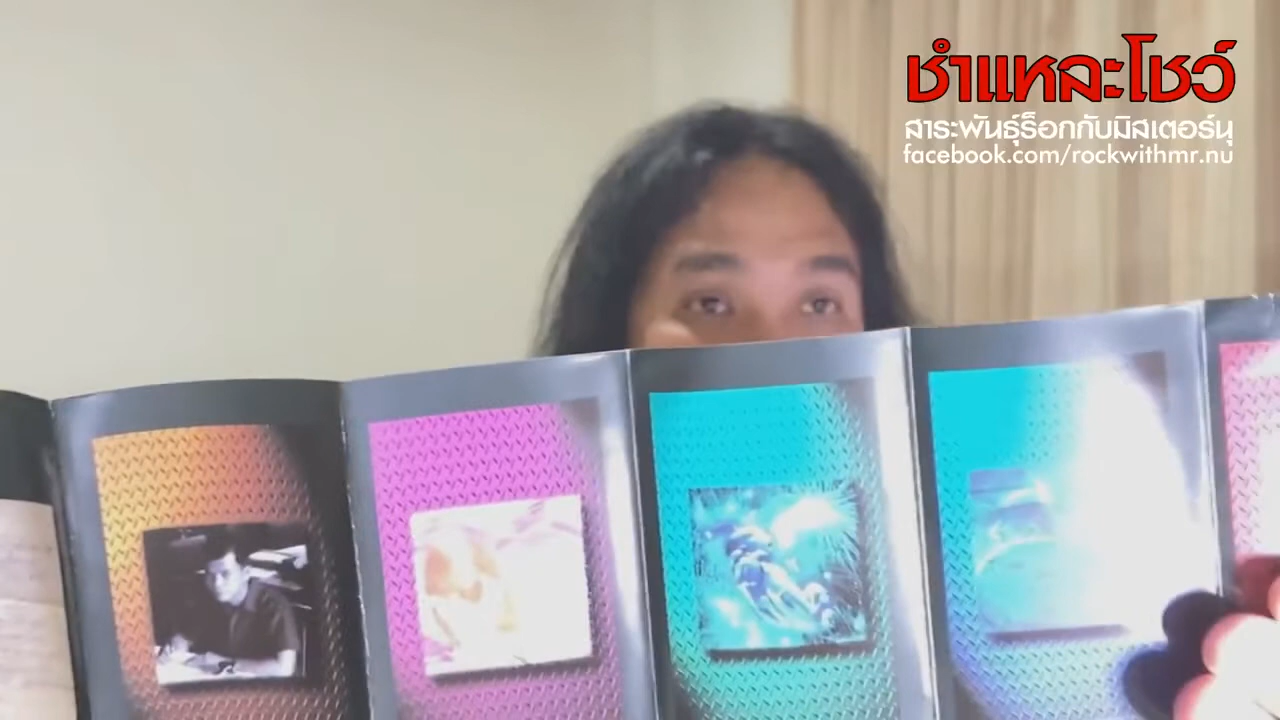 ชำแหละโชว์
สาระพันธุ์ร็อกกับมิสเตอร์นุ
facebook.com/rockwithmr.nu